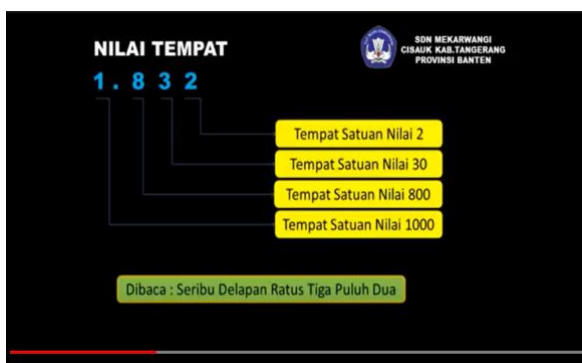 NILAI TEMPAT
SDN MEKARWANGI
CISAUK KAB.TANGERANG
PROVINSI BANTEN
1.832
Tempat Satuan Nilai 2
Tempat Satuan Nilai 30
Tempat Satuan Nilai 800
Tempat Satuan Nilai 1000
Dibaca : Seribu Delapan Ratus Tiga Puluh Dua